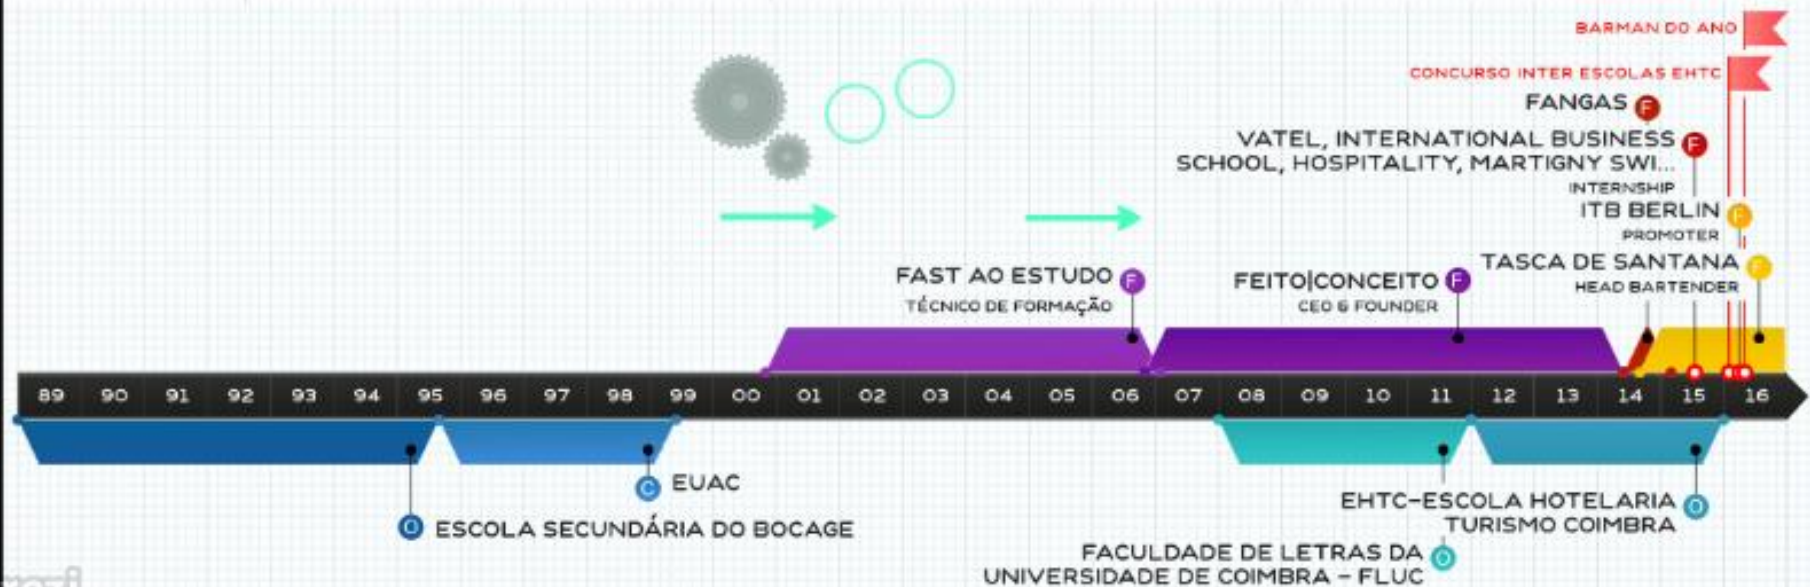 BARMAN DO ANO
CONCURSO INTER ESCOLAS EHTC
FANGAS F
VATEL, INTERNATIONAL BUSINESS F
SCHOOL, HOSPITALITY, MARTIGNY SWI...
INTERNSHIP
ITB BERLIN F
PROMOTER
TASCA DE SANTANA F
HEAD BARTENDER
FAST AO ESTUDO F
TÉCNICO DE FORMAÇÃO
FEITO|CONCEITO F
CEO & FOUNDER
89 90 91 92 93 94 95 96 97 98 99 00 01 02 03 04 05 06 07 08 09 10 11 12 13 14 15 16
C EUAC
O ESCOLA SECUNDÁRIA DO BOCAGE
EHTC-ESCOLA HOTELARIA O
TURISMO COIMBRA
FACULDADE DE LETRAS DA O
UNIVERSIDADE DE COIMBRA - FLUC